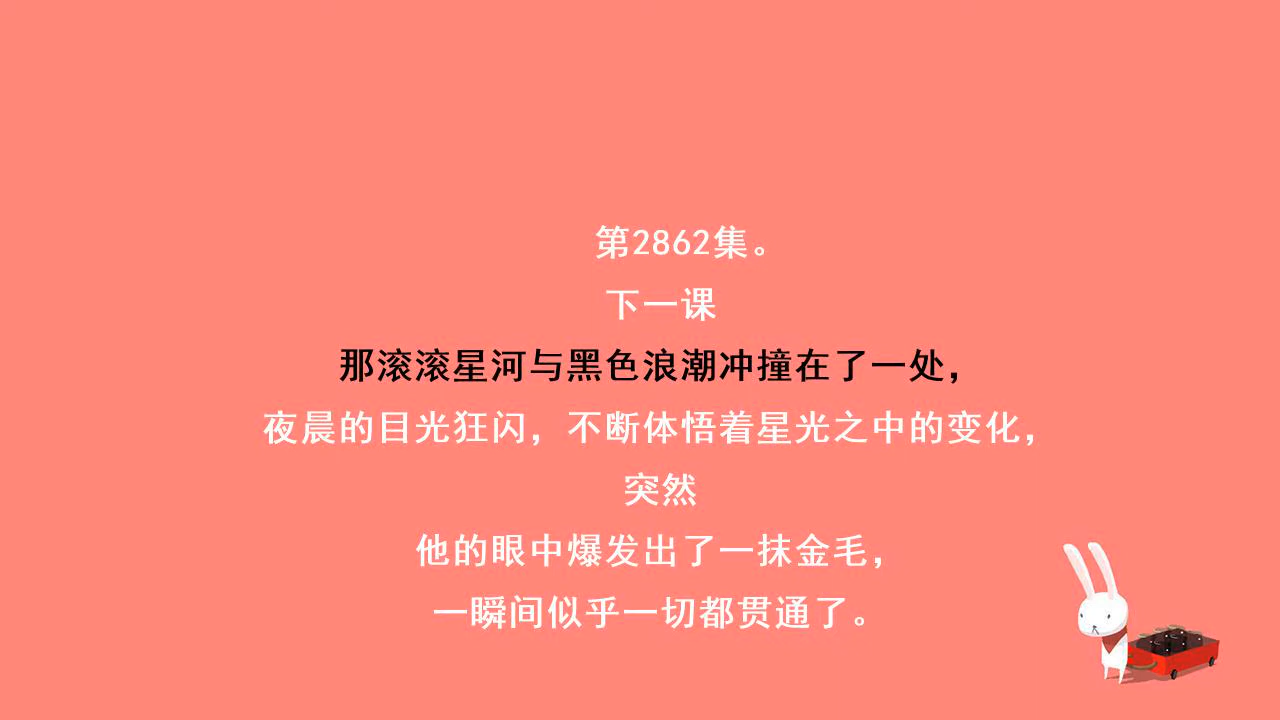 第2862集。
下一课
那滚滚星河与黑色浪潮冲撞在了一处，
夜晨的目光狂闪，不断体悟着星光之中的变化，
突然
他的眼中爆发出了一抹金毛，
一瞬间似乎一切都贯通了。